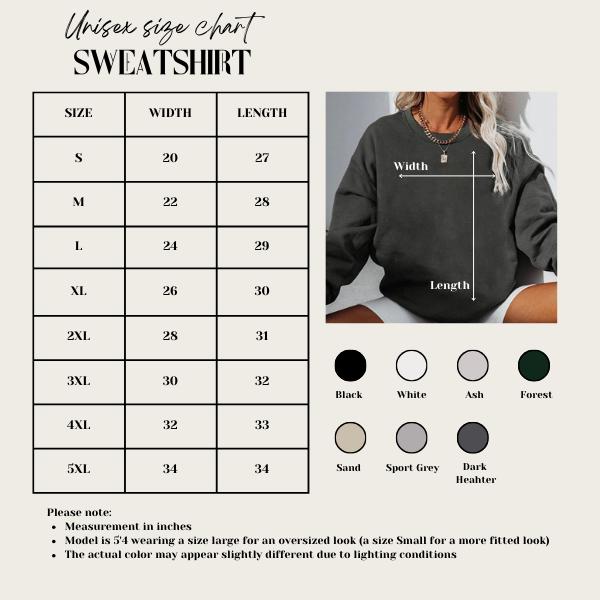 Unisex size chart
SWEATSHIRT
SIZE WIDTH LENGTH
S 20 27
M 22 28
L 24 29
XL 26 30
2XL 28 31
3XL 30 32
4XL 32 33
5XL 34 34
Width
Length
Black White Ash Forest
Sand Sport Grey Dark
Heahter
Please note:
• Measurement in inches
• Model is 5'4 wearing a size large for an oversized look (a size Small for a more fitted look)
• The actual color may appear slightly different due to lighting conditions